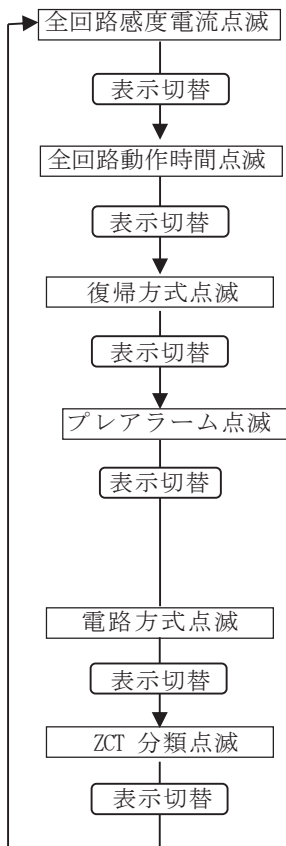 全回路感度電流点滅
表示切替
全回路動作時間点滅
表示切替
復帰方式点滅
表示切替
プレアラーム点滅
表示切替
電路方式点滅
表示切替
ZCT 分類点滅
表示切替